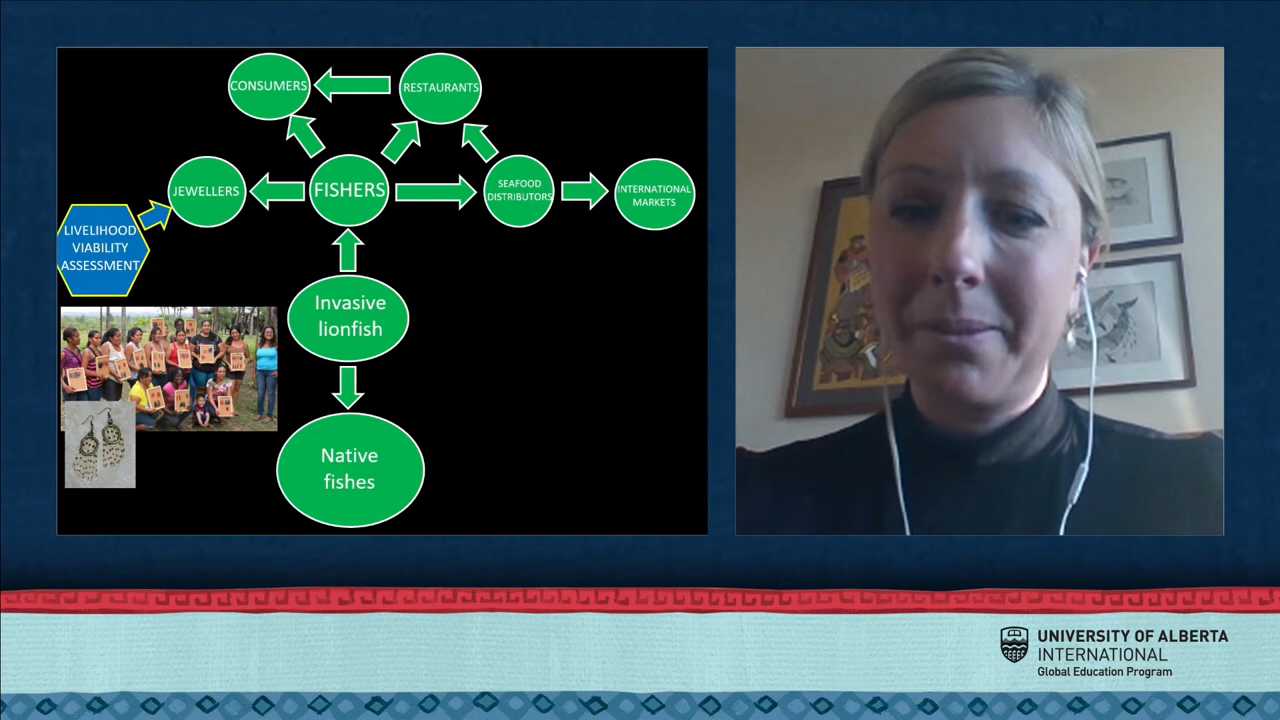 CONSUMERS
RESTAURANTS
JEWELLERS
FISHERS
SEAFOOD
DISTRIBUTORS
INTERNATIONAL
MARKETS
LIVELIHOOD
VIABILITY
ASSESSMENT
Invasive
lionfish
Native
fishes
UNIVERSITY OF ALBERTA
INTERNATIONAL
Global Education Program